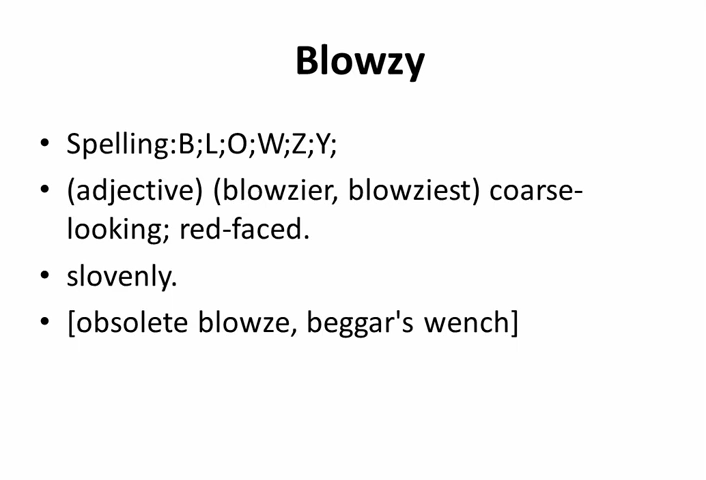 Blowzy
• Spelling:B;L;O;W;Z;Y;
• (adjective) (blowzier, blowziest) coarse-
looking; red-faced.
• slovenly.
• [obsolete blowze, beggar's wench]